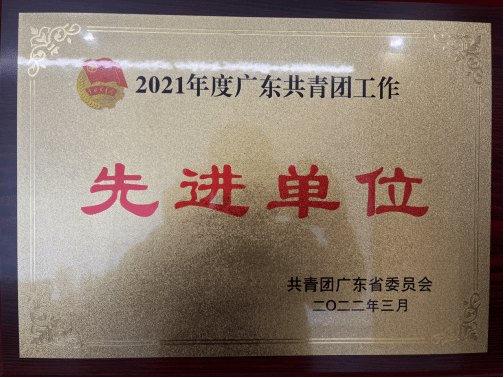 2021年度广东共青团工作
先进单位
共青团广东省委员会
二〇二二年三月